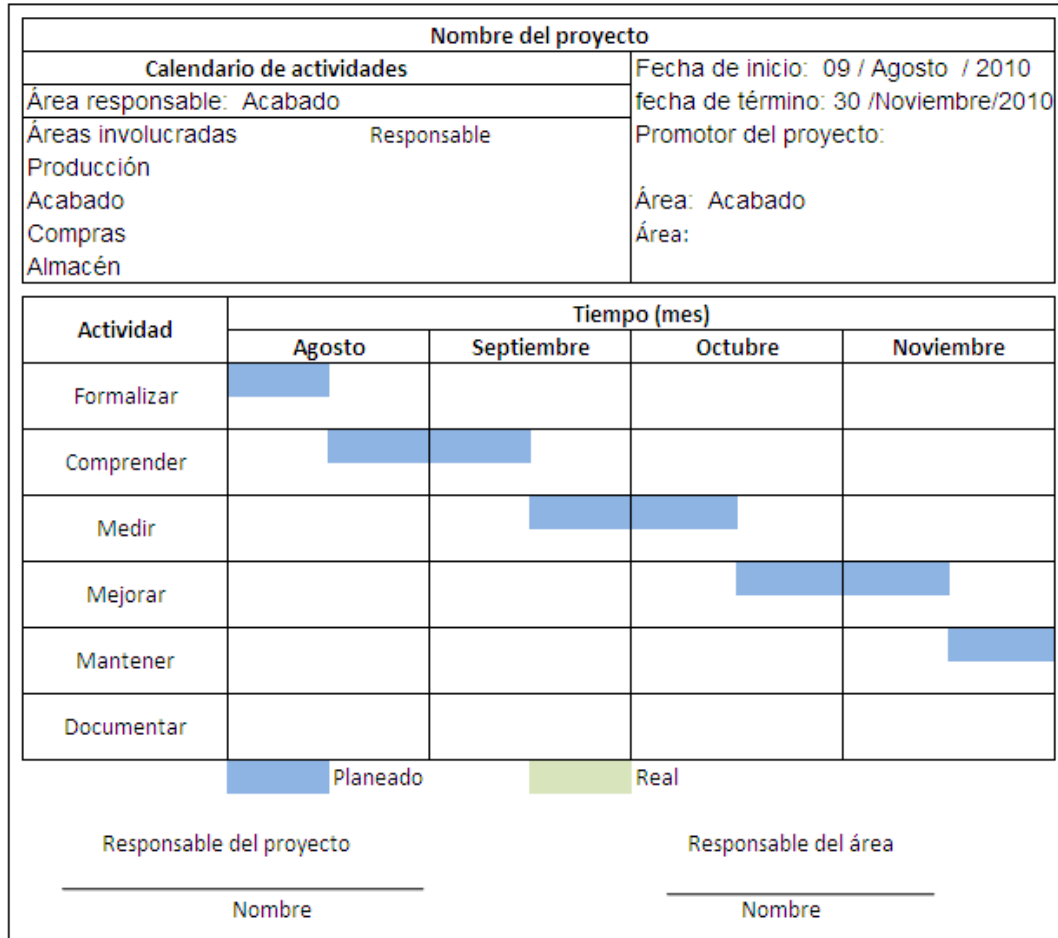 Nombre del proyecto
Calendario de actividades
Fecha de inicio: 09 / Agosto / 2010
Área responsable: Acabado
fecha de término: 30 /Noviembre/2010
Áreas involucradas Responsable
Promotor del proyecto:
Producción
Acabado
Área: Acabado
Compras
Área:
Almacén
Actividad
Tiempo (mes)
Agosto Septiembre Octubre Noviembre
Formalizar
Comprender
Medir
Mejorar
Mantener
Documentar
Planeado Real
Responsable del proyecto Responsable del área
Nombre Nombre